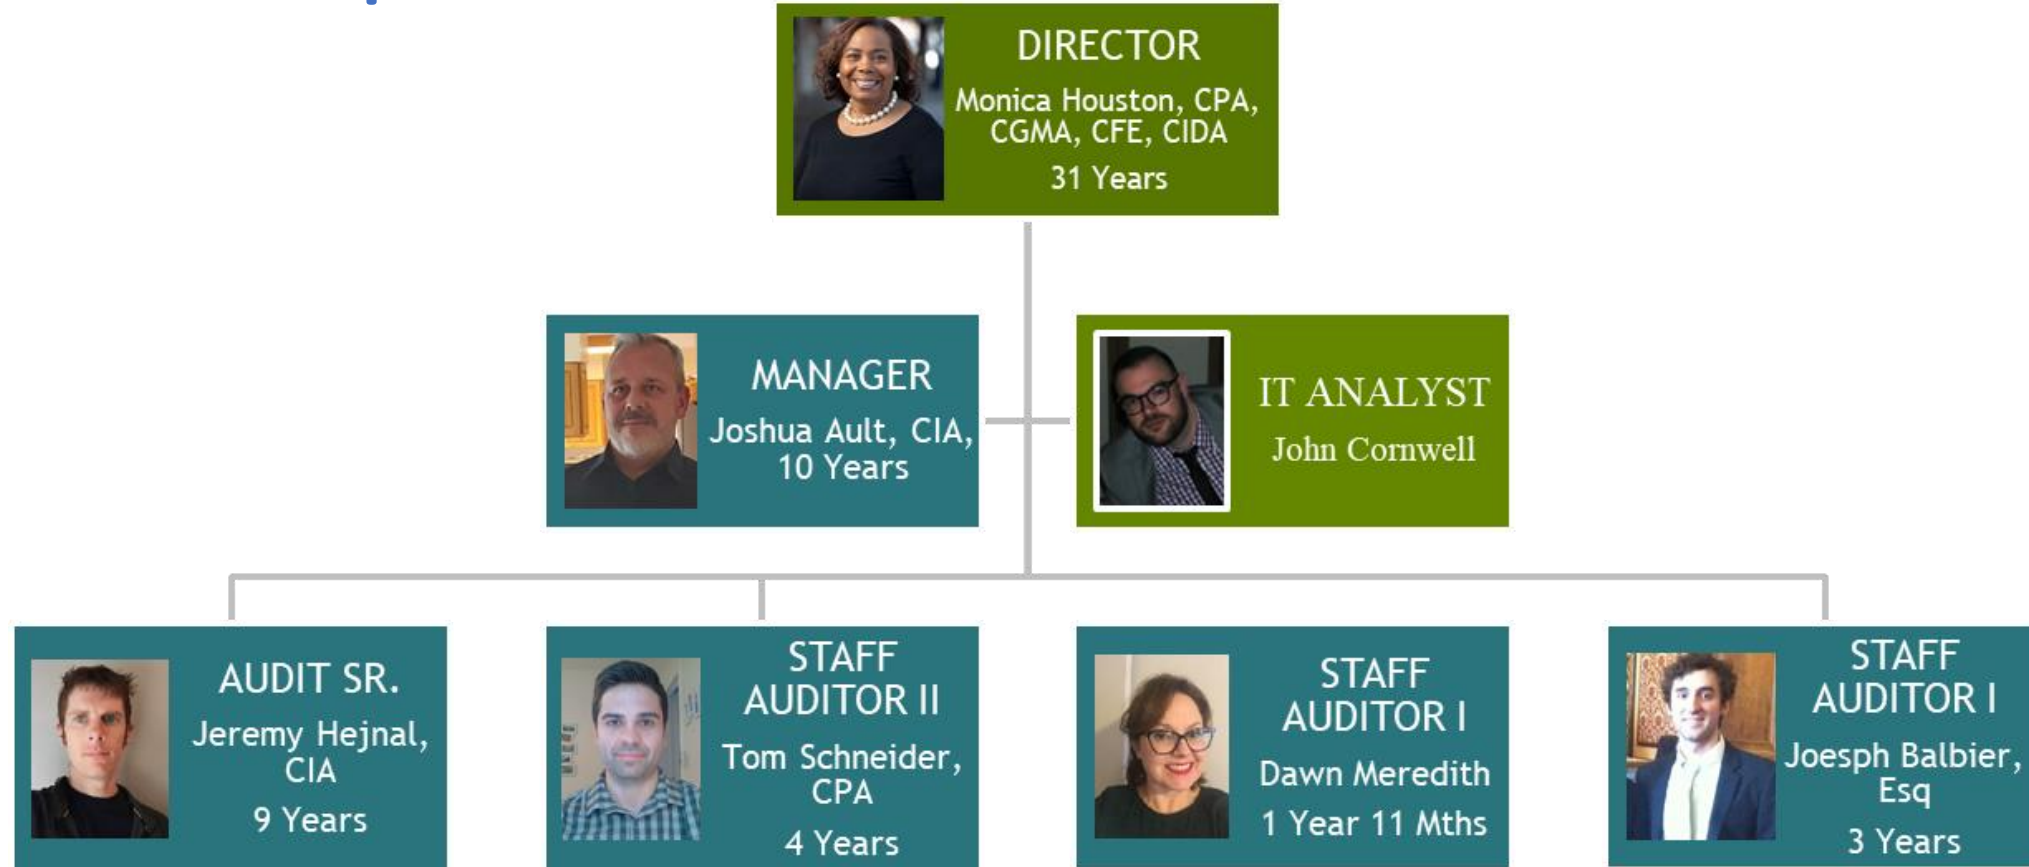 DIRECTOR
Monica Houston, CPA,
CGMA, CFE, CIDA
31 Years
MANAGER
Joshua Ault, CIA,
10 Years
IT ANALYST
John Cornwell
AUDIT SR.
Jeremy Hejnal,
CIA
9 Years
STAFF
AUDITOR II
Tom Schneider,
CPA
4 Years
STAFF
AUDITOR I
Dawn Meredith
1 Year 11 Mths
STAFF
AUDITOR I
Joesph Balbier,
Esq
3 Years